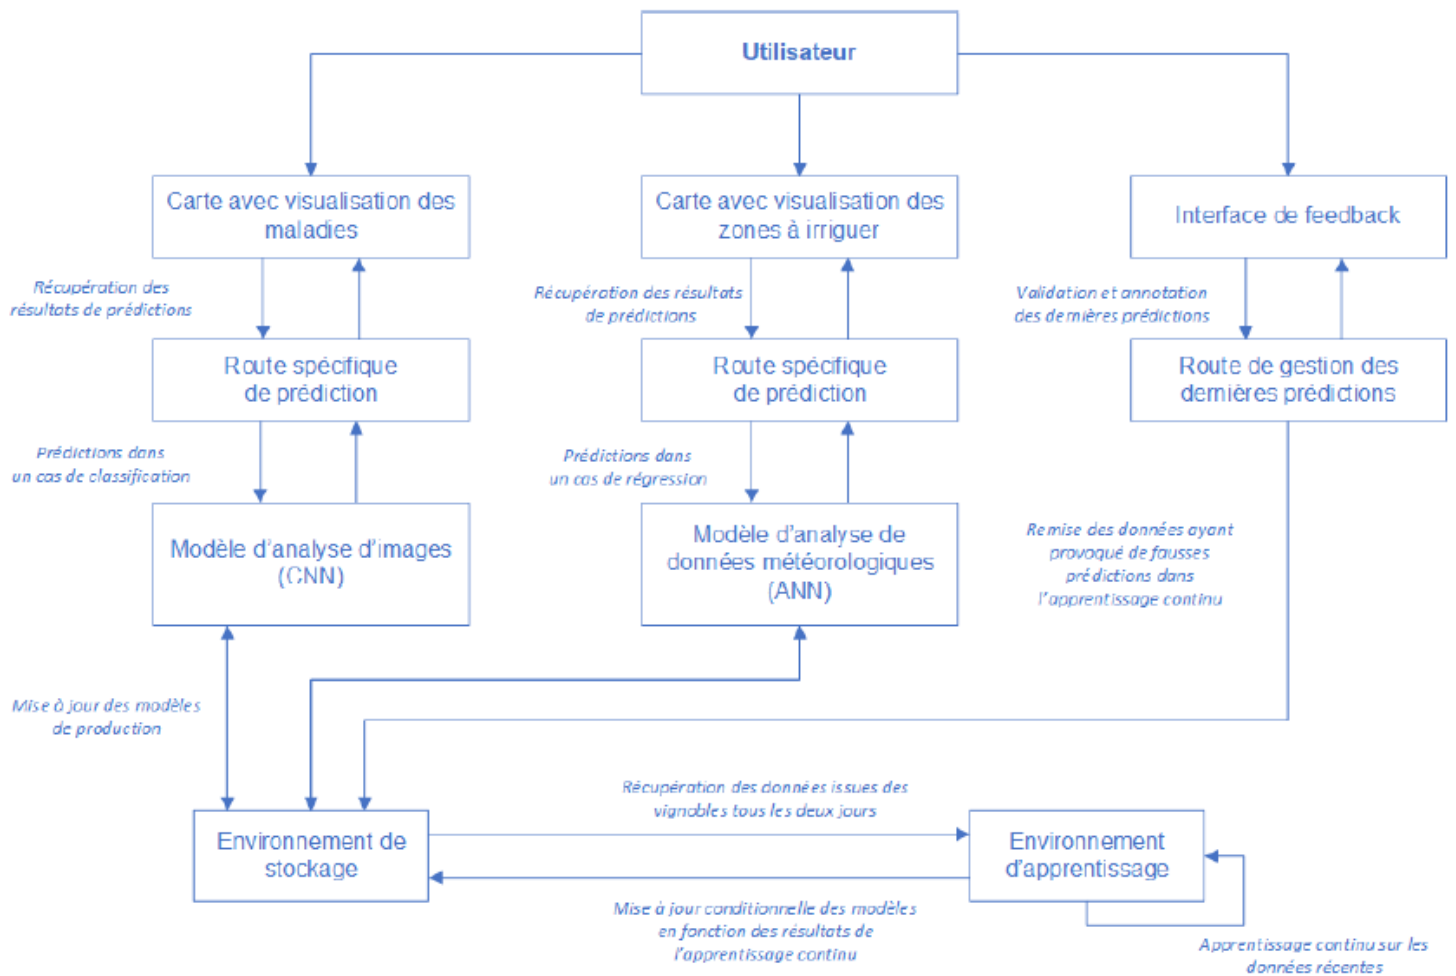 Utilisateur
Carte avec visualisation des
maladies
Carte avec visualisation des
zones à irriguer
Interface de feedback
Récupération des
résultats de prédictions
Récupération des résultats
de prédictions
Validation et annotation
des dernières prédictions
Route spécifique
de prédiction
Route spécifique
de prédiction
Route de gestion des
dernières prédictions
Prédictions dans
un cas de classification
Prédictions dans
un cas de régression
Modèle d'analyse d'images
(CNN)
Modèle d'analyse de
données météorologiques
(ANN)
Remise des données ayant
provoqué de fausses
prédictions dans
l'apprentissage continu
Mise à jour des modèles
de production
Récupération des données issues des
vignobles tous les deux jours
Environnement de
stockage
Environnement
d'apprentissage
Mise à jour conditionnelle des modèles
en fonction des résultats de
l'apprentissage continu
Apprentissage continu sur les
données récentes